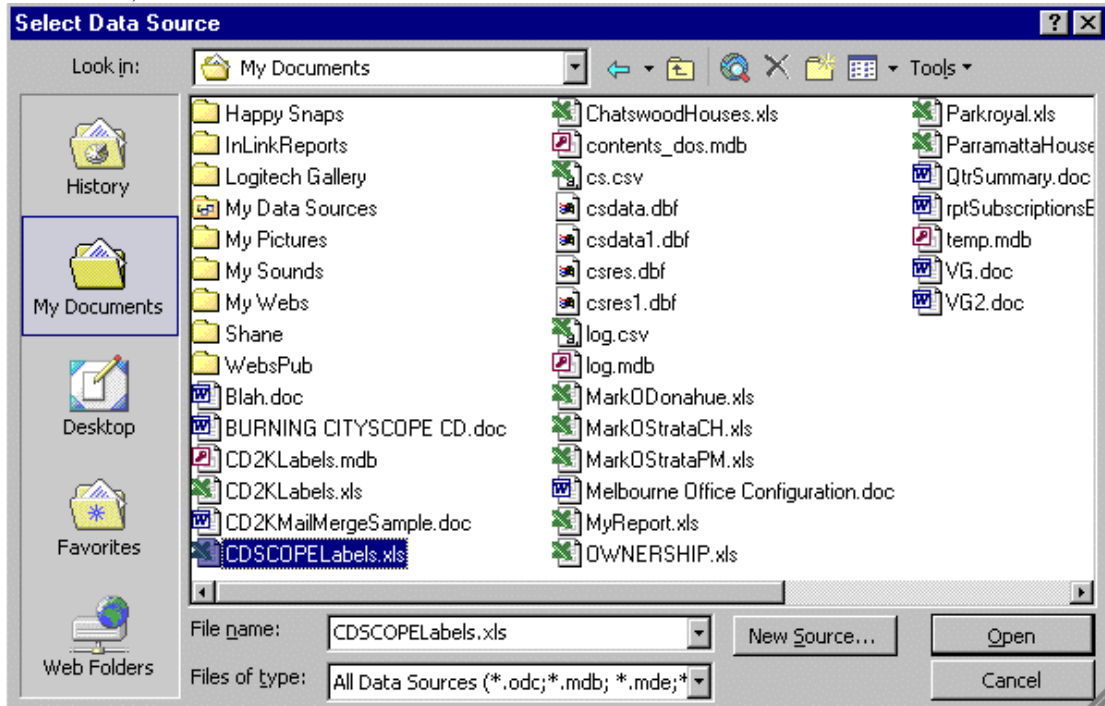 Select Data Source
Look in:
My Documents
Tools
History
My Documents
Desktop
Favorites
Web Folders
Happy Snaps
InLinkReports
Logitech Gallery
My Data Sources
My Pictures
My Sounds
My Webs
Shane
WebsPub
Blah.doc
BURNING CITYSCOPE CD.doc
CD2KLabels.mdb
CD2KLabels.xls
CD2KMailMergeSample.doc
CDSCOPELabels.xls
ChatswoodHouses.xls
contents_dos.mdb
cs.csv
csdata.dbf
csdata1.dbf
csres.dbf
csres1.dbf
log.csv
log.mdb
MarkODonahue.xls
MarkOStrataCH.xls
MarkOStrataPM.xls
Melbourne Office Configuration.doc
MyReport.xls
OWNERSHIP.xls
Parkroyal.xls
ParramattaHouse
QtrSummary.doc
rptSubscriptionsE
temp.mdb
VG.doc
VG2.doc
File name:
CDSCOPELabels.xls
New Source...
Open
Files of type:
All Data Sources (*.odc;*.mdb; *.mde;*
Cancel